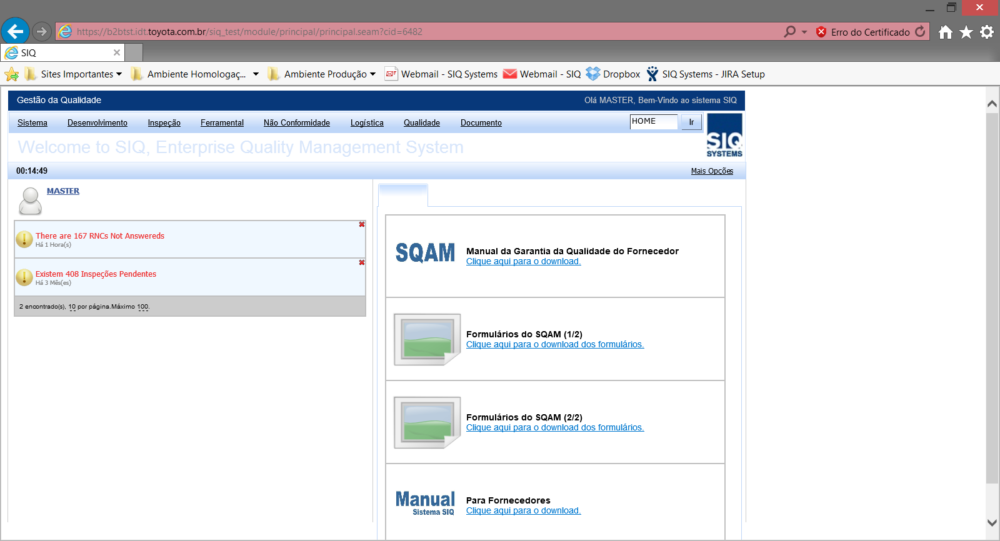 https://b2btst.idt.toyota.com.br/siq_test/module/principal/principal.seam?cid=6482
Erro do Certificado
SIQ
Sites Importantes
Ambiente Homologaç...
Ambiente Produção
Webmail - SIQ Systems
Webmail - SIQ
Dropbox
SIQ Systems - JIRA Setup
Gestão da Qualidade
Olá MASTER, Bem-Vindo ao sistema SIQ
Sistema
Desenvolvimento
Inspeção
Ferramental
Não Conformidade
Logística
Qualidade
Documento
HOME
Ir
SIQ
SYSTEMS
Welcome to SIQ, Enterprise Quality Management System
00:14:49
Mais Opções
MASTER
There are 167 RNCs Not Answereds
Há 1 Hora(s)
Existem 408 Inspeções Pendentes
Há 3 Mês(es)
2 encontrado(s), 10 por página.Máximo 100.
SQAM
Manual da Garantia da Qualidade do Fornecedor
Clique aqui para o download.
Formulários do SQAM (1/2)
Clique aqui para o download dos formulários.
Formulários do SQAM (2/2)
Clique aqui para o download dos formulários.
Manual
Sistema SIQ
Para Fornecedores
Clique aqui para o download.